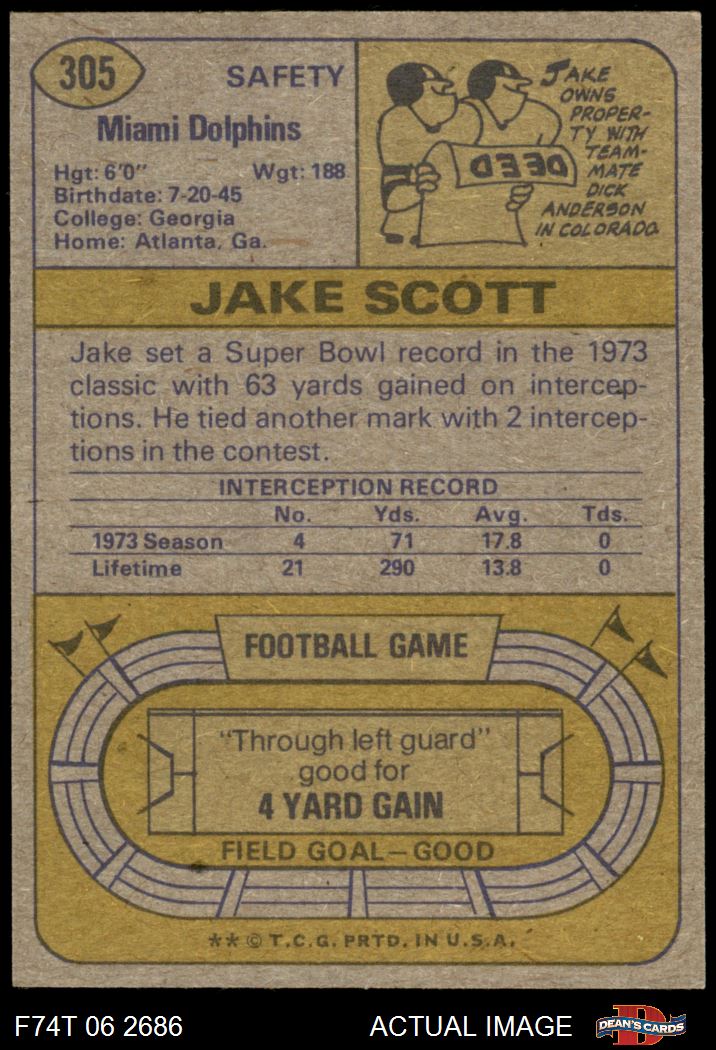 305
SAFETY
Miami Dolphins
Hgt: 6'0" Wgt: 188
Birthdate: 7-20-45
College: Georgia
Home: Atlanta, Ga.
JAKE
OWNS
PROPER-
TY WITH
TEAM-
MATE
DICK
ANDERSON
IN COLORADO.
DEED
JAKE SCOTT
Jake set a Super Bowl record in the 1973
classic with 63 yards gained on intercep-
tions. He tied another mark with 2 intercep-
tions in the contest.
INTERCEPTION RECORD
No. Yds. Avg. Tds.
1973 Season 4 71 17.8 0
Lifetime 21 290 13.8 0
FOOTBALL GAME
"Through left guard"
good for
4 YARD GAIN
FIELD GOAL—GOOD
** © T.C.G. PRTD. IN U.S.A.
F74T 06 2686 ACTUAL IMAGE
D
DEAN'S CARDS